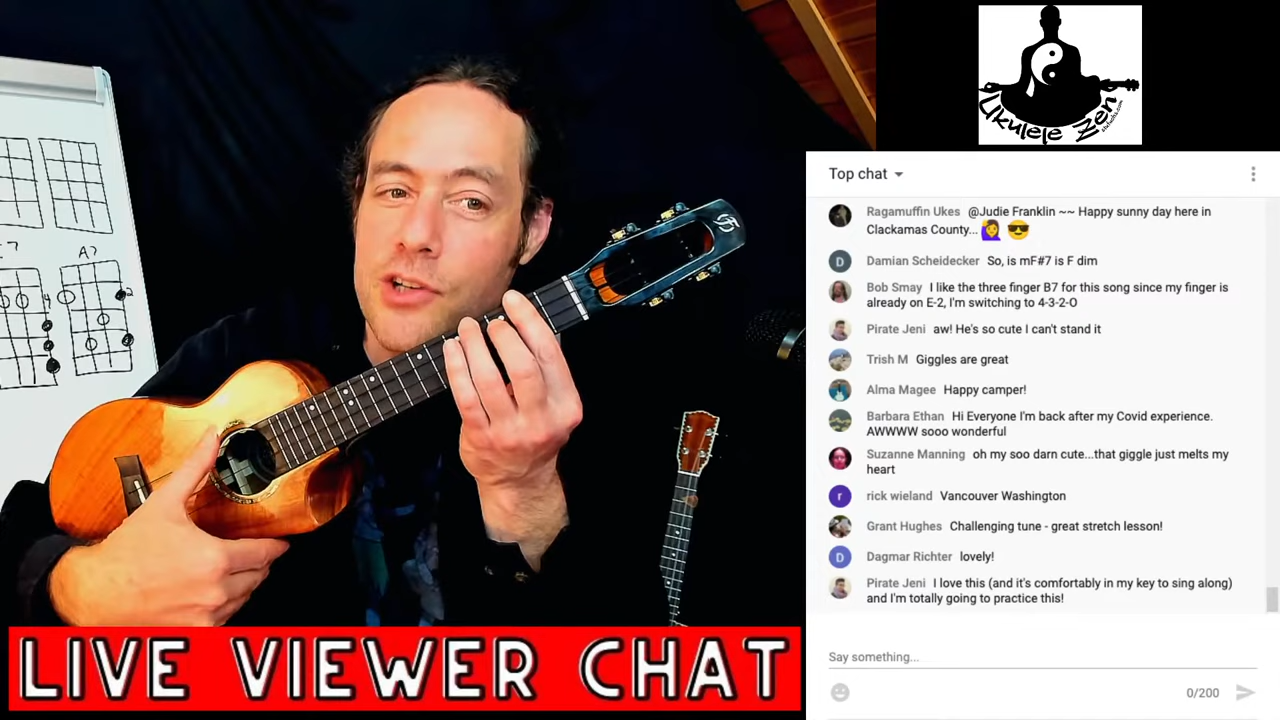 7
A7
Ukulele Zen
Top chat
Ragamuffin Ukes @Judie Franklin ~~ Happy sunny day here in
Clackamas County... 🙋‍♀️ 😎
D Damian Scheidecker So, is mF#7 is F dim
Bob Smay I like the three finger B7 for this song since my finger is
already on E-2, I'm switching to 4-3-2-O
Pirate Jeni aw! He's so cute I can't stand it
Trish M Giggles are great
Alma Magee Happy camper!
Barbara Ethan Hi Everyone I'm back after my Covid experience.
AWWWW sooo wonderful
Suzanne Manning oh my soo darn cute...that giggle just melts my
heart
r rick wieland Vancouver Washington
Grant Hughes Challenging tune - great stretch lesson!
D Dagmar Richter lovely!
Pirate Jeni I love this (and it's comfortably in my key to sing along)
and I'm totally going to practice this!
Say something...
0/200
LIVE VIEWER CHAT